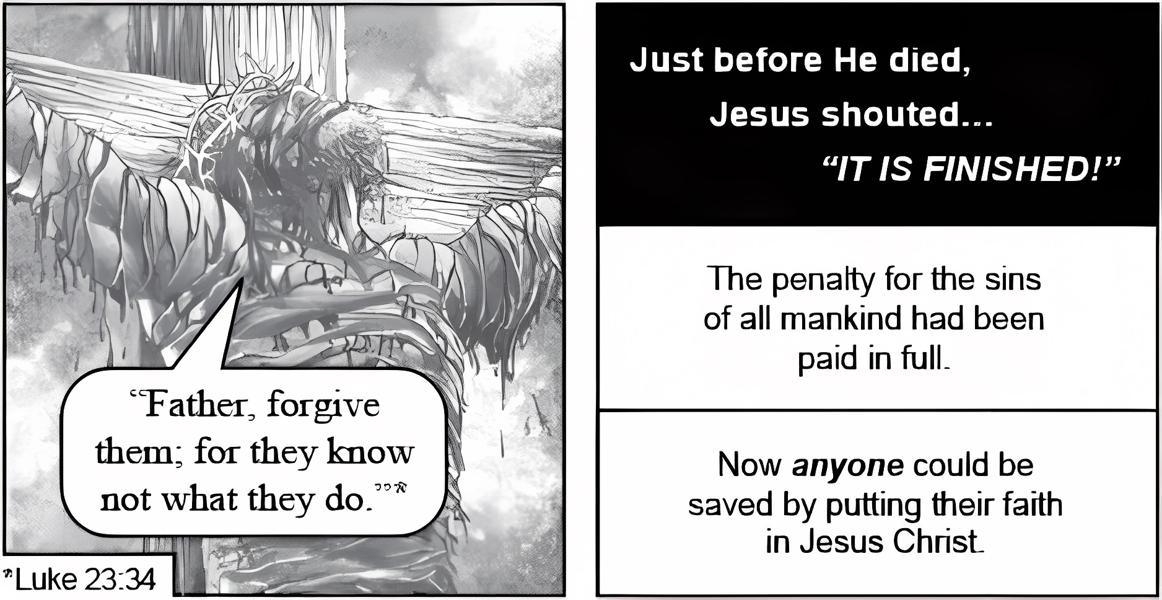 “Father, forgive
them; for they know
not what they do.”*
*Luke 23:34
Just before He died,
Jesus shouted...
“IT IS FINISHED!”
The penalty for the sins
of all mankind had been
paid in full.
Now anyone could be
saved by putting their faith
in Jesus Christ.